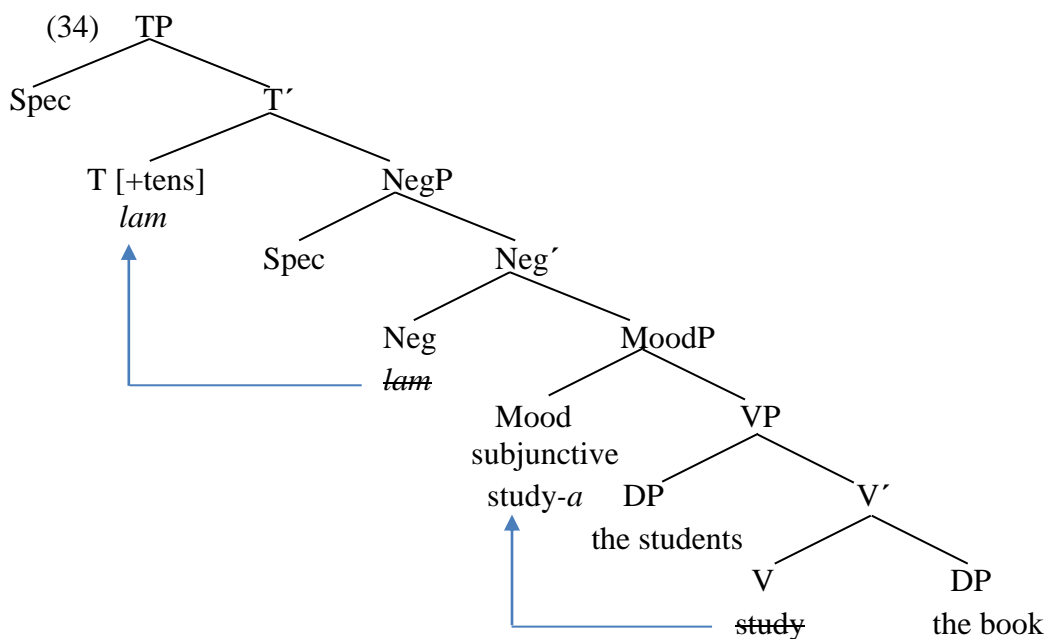 (34) TP
Spec T´
T [+tens] NegP
lam
Spec Neg´
Neg MoodP
lam
Mood VP
subjunctive
study-a DP V´
the students
V DP
study the book